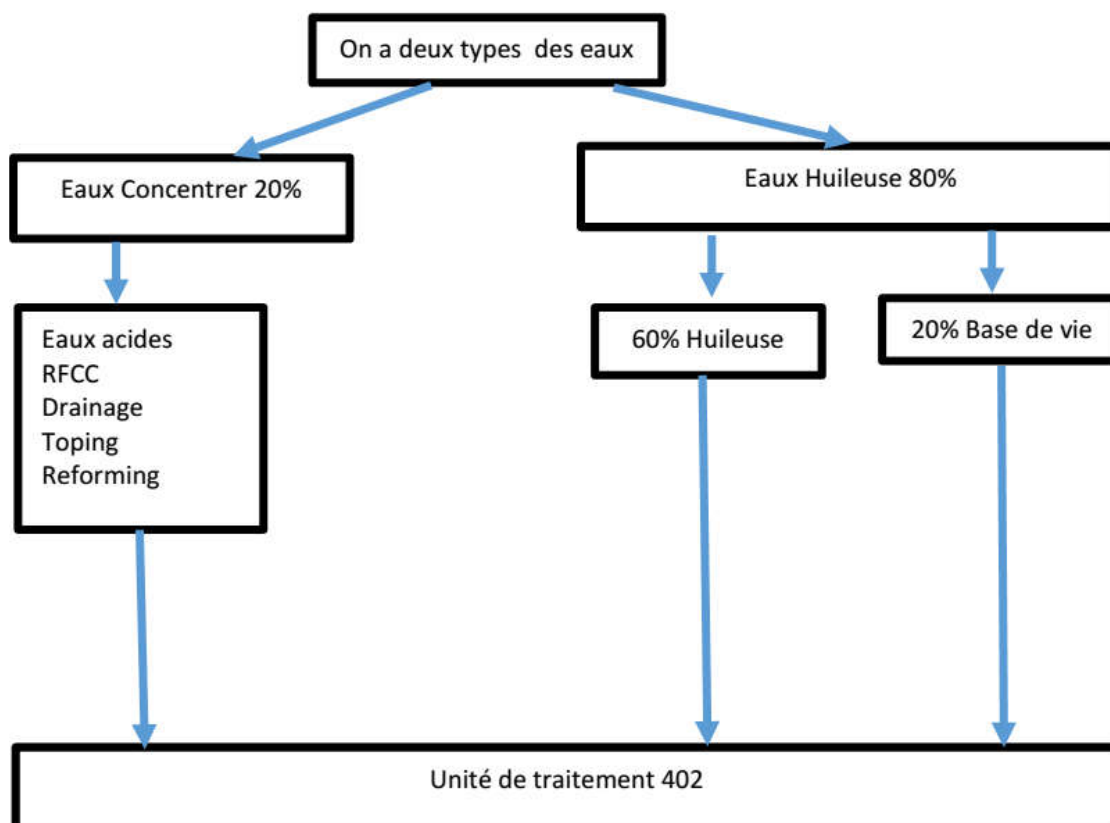 On a deux types des eaux
Eaux Concentrer 20%
Eaux Huileuse 80%
Eaux acides
RFCC
Drainage
Toping
Reforming
60% Huileuse
20% Base de vie
Unité de traitement 402